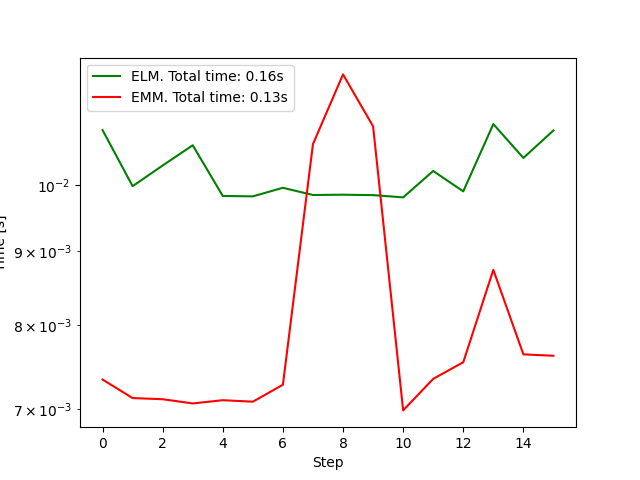 ELM. Total time: 0.16s
EMM. Total time: 0.13s
10⁻²
9 × 10⁻³
8 × 10⁻³
7 × 10⁻³
0 2 4 6 8 10 12 14
Step